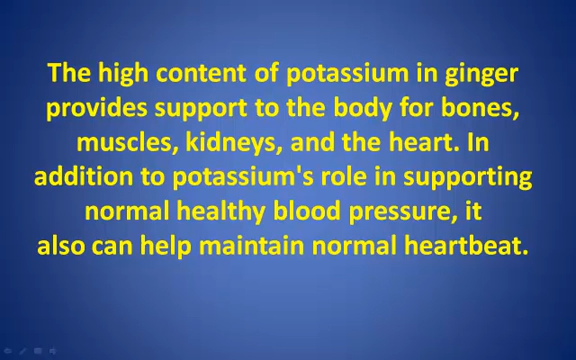 The high content of potassium in ginger
provides support to the body for bones,
muscles, kidneys, and the heart. In
addition to potassium's role in supporting
normal healthy blood pressure, it
also can help maintain normal heartbeat.